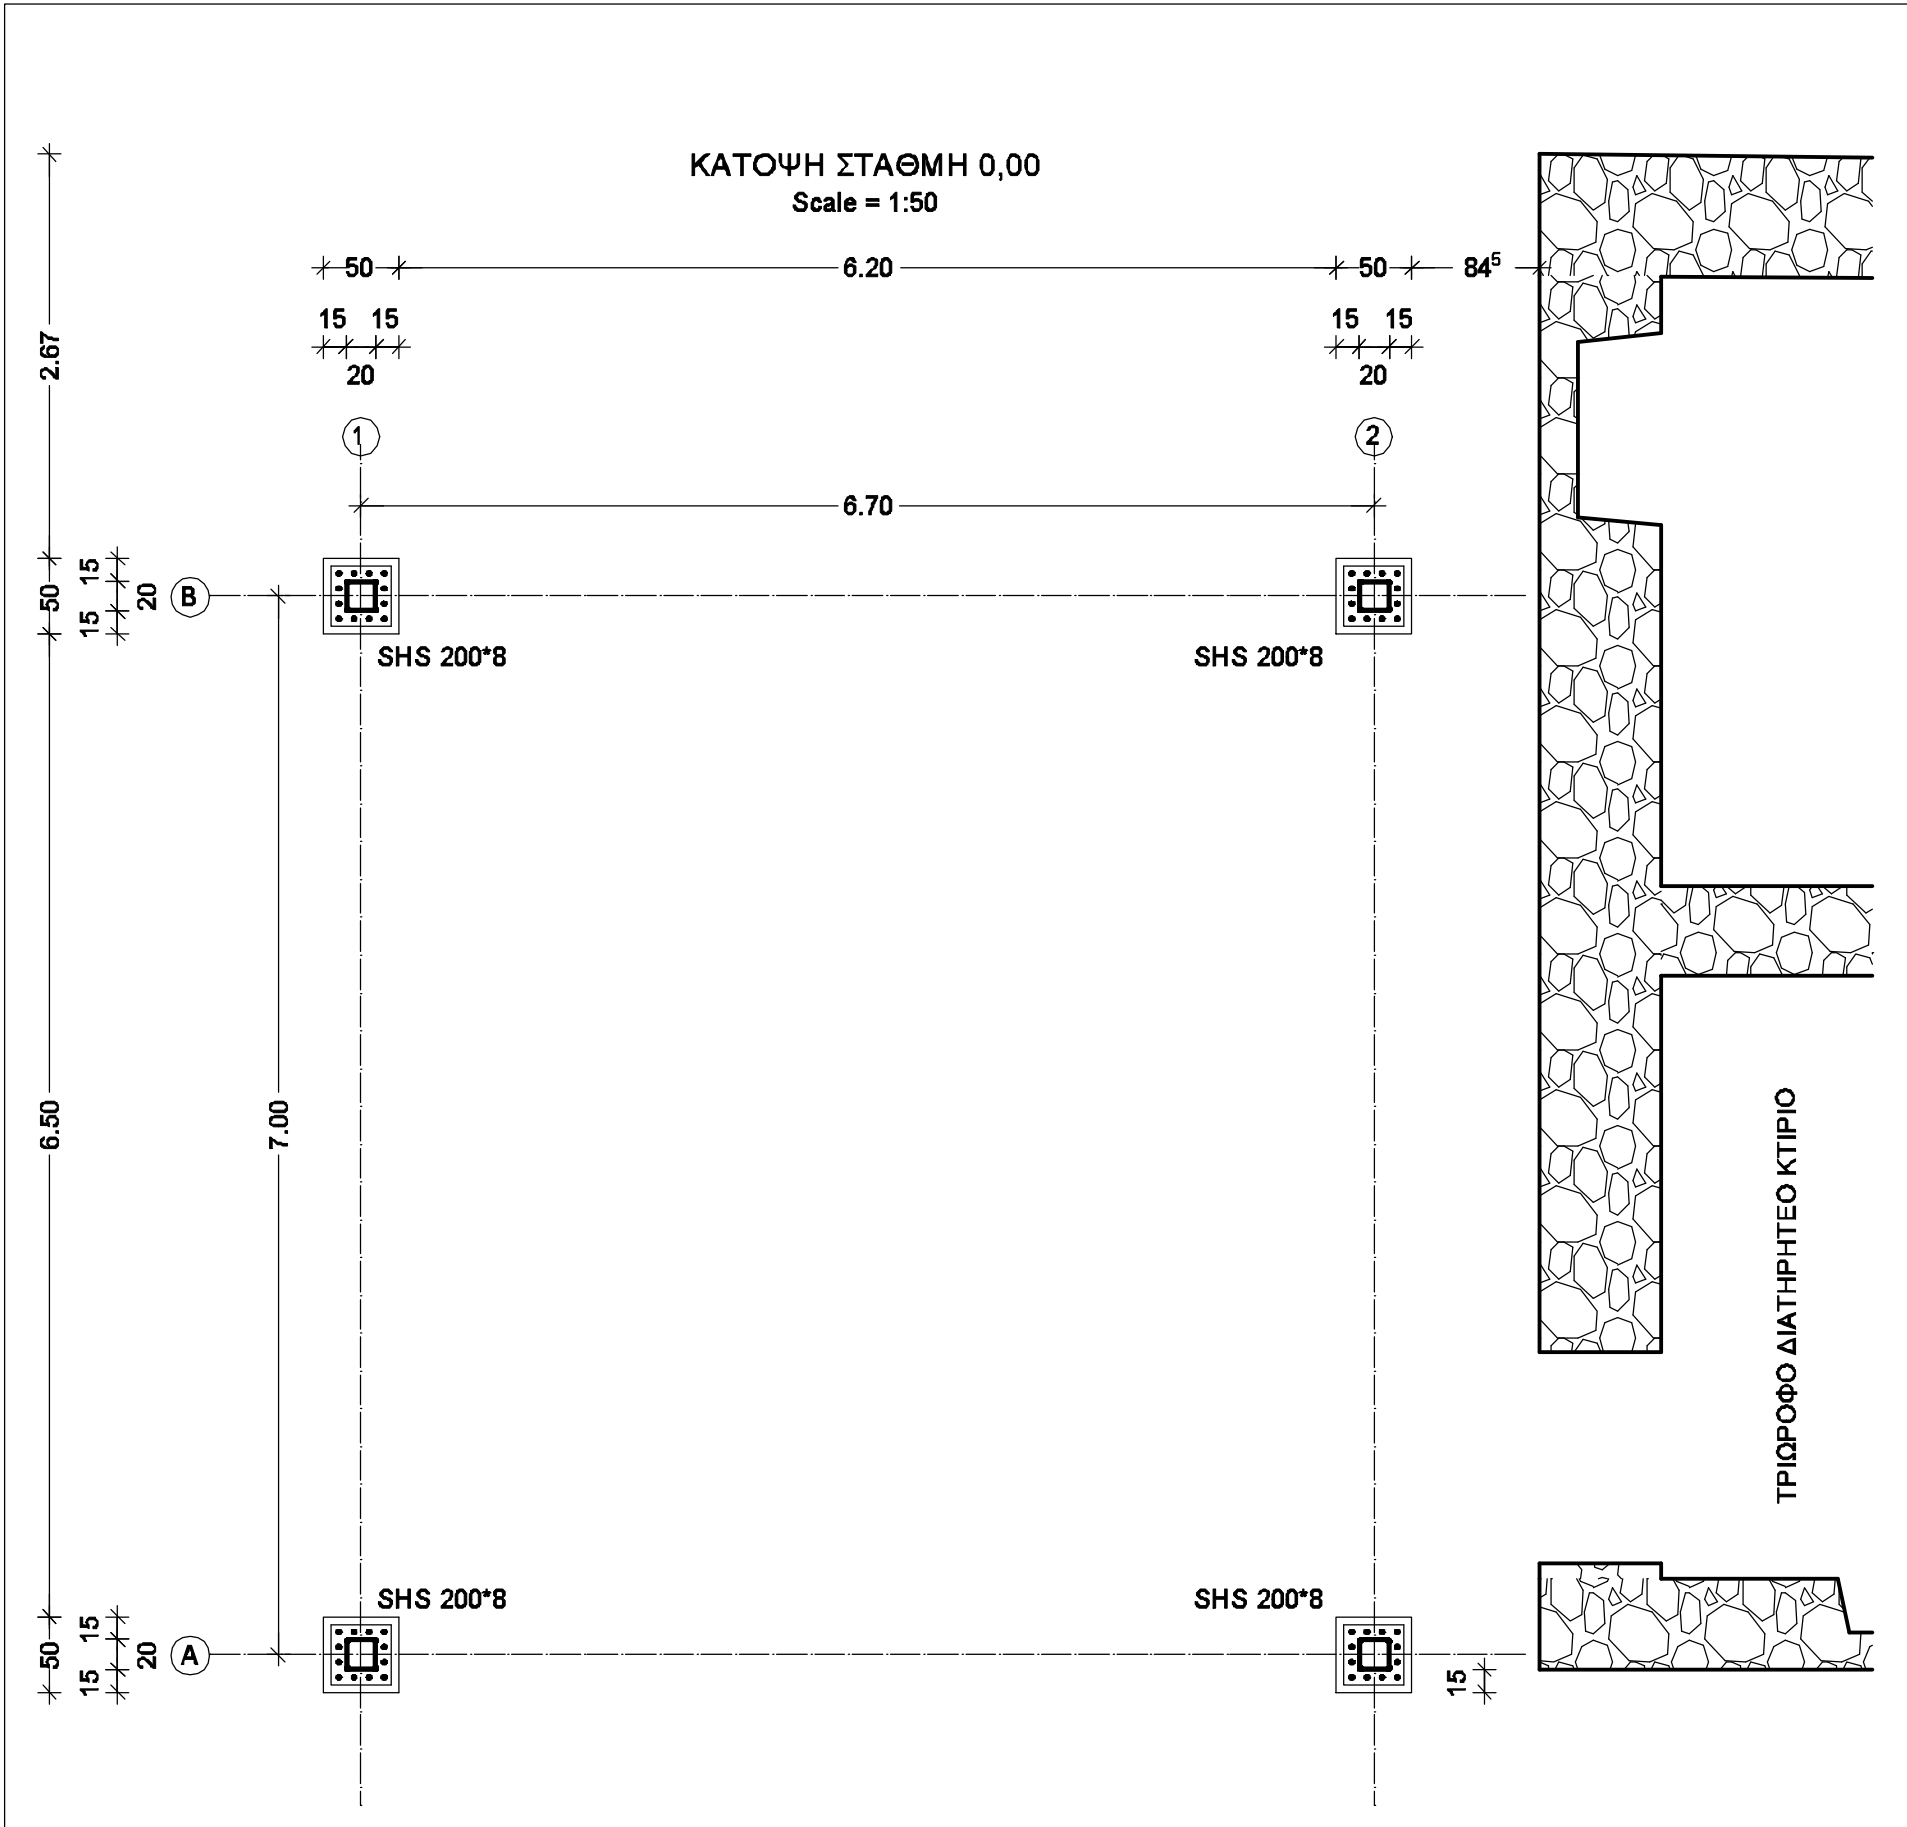 ΚΑΤΟΨΗ ΣΤΑΘΜΗ 0,00
Scale = 1:50
50 6.20 50 84⁵
15 15 15 15
20 20
2.67
1 2
6.70
50 15 20 15 B
SHS 200*8 SHS 200*8
6.50 7.00
ΤΡΙΩΡΟΦΟ ΔΙΑΤΗΡΗΤΕΟ ΚΤΙΡΙΟ
SHS 200*8 SHS 200*8
50 15 20 15 A
15